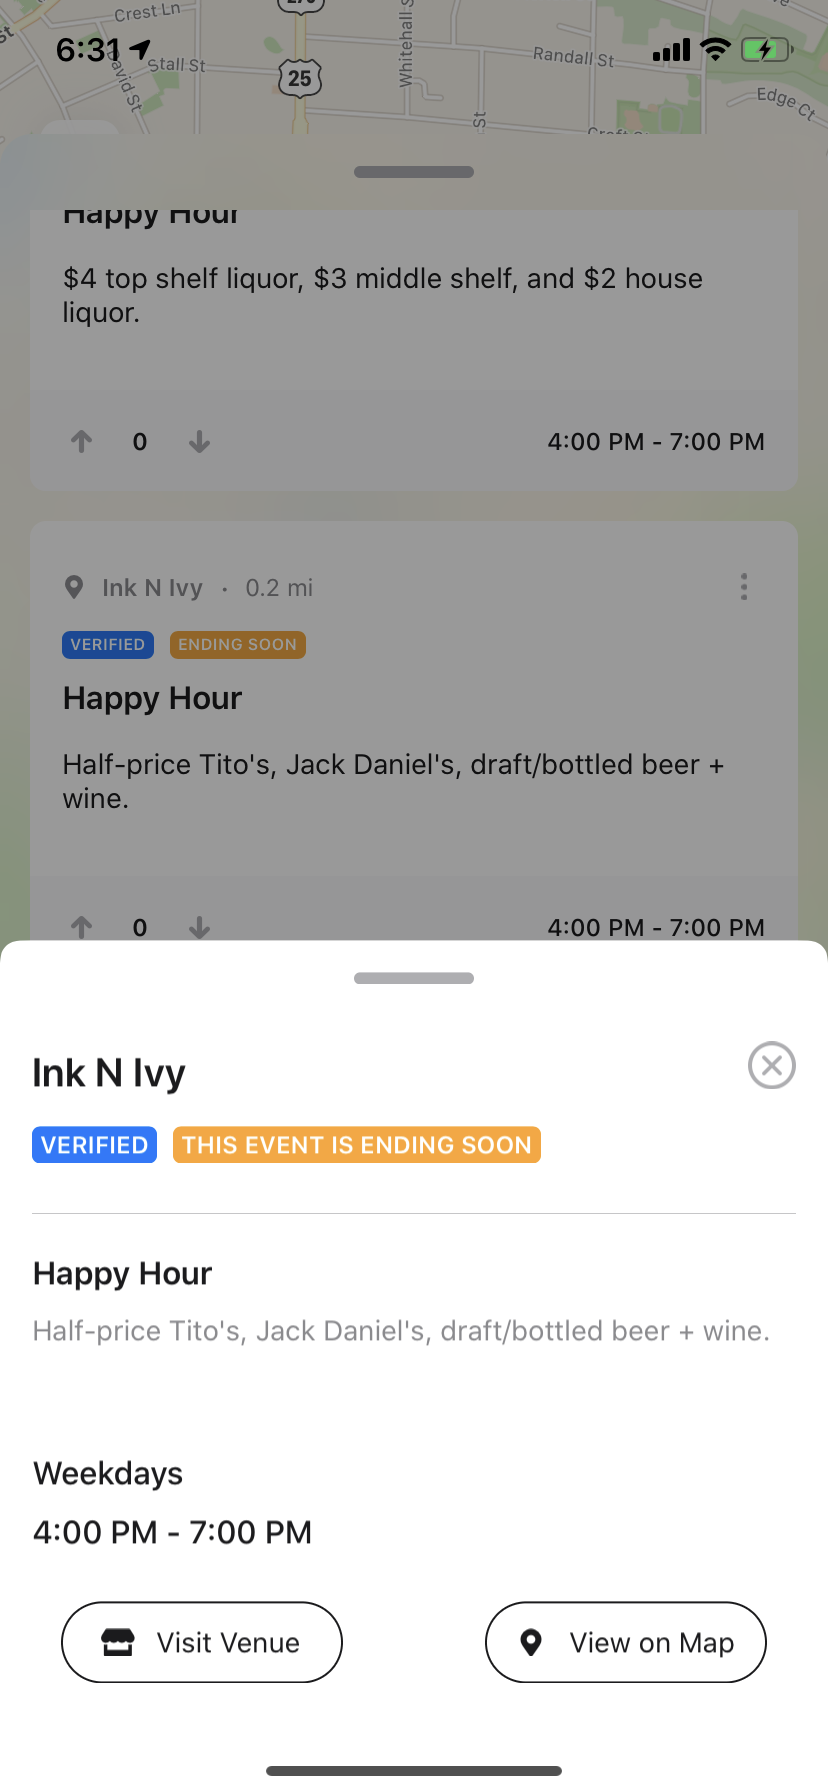 Crest Ln
6:31
St
David St
Stall St
25
Whitehall S
Randall St
St
Edge Ct
Happy Hour
$4 top shelf liquor, $3 middle shelf, and $2 house
liquor.
0
4:00 PM - 7:00 PM
Ink N Ivy · 0.2 mi
VERIFIED ENDING SOON
Happy Hour
Half-price Tito's, Jack Daniel's, draft/bottled beer +
wine.
0
4:00 PM - 7:00 PM
Ink N Ivy
VERIFIED THIS EVENT IS ENDING SOON
Happy Hour
Half-price Tito's, Jack Daniel's, draft/bottled beer + wine.
Weekdays
4:00 PM - 7:00 PM
Visit Venue
View on Map